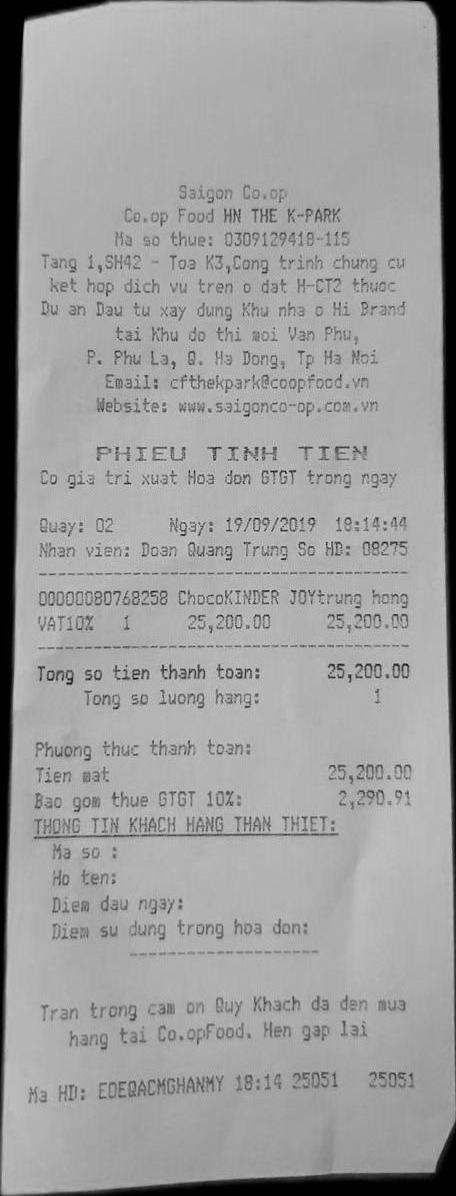 Saigon Co.op
Co.op Food HN THE K-PARK
Ma so thue: 0309129418-115
Tang 1,SH42 - Toa K3,Cong trinh chung cu
ket hop dich vu tren o dat H-CT2 thuoc
Du an Dau tu xay dung Khu nha o Hi Brand
tai Khu do thi moi Van Phu,
P. Phu La, Q. Ha Dong, Tp Ha Noi
Email: cfthekpark@coopfood.vn
Website: www.saigonco-op.com.vn
PHIEU TINH TIEN
Co gia tri xuat Hoa don GTGT trong ngay
Quay: 02 Ngay: 19/09/2019 18:14:44
Nhan vien: Doan Quang Trung So HD: 08275
00000080768258 ChocoKINDER JOYtrung hong
VAT10% 1 25,200.00 25,200.00
Tong so tien thanh toan: 25,200.00
Tong so luong hang: 1
Phuong thuc thanh toan:
Tien mat 25,200.00
Bao gom thue GTGT 10%: 2,290.91
THONG TIN KHACH HANG THAN THIET:
Ma so :
Ho ten:
Diem dau ngay:
Diem su dung trong hoa don:
Tran trong cam on Quy Khach da den mua
hang tai Co.opFood. Hen gap lai
Ma HD: EOEQACMGHANMY 18:14 25051 25051